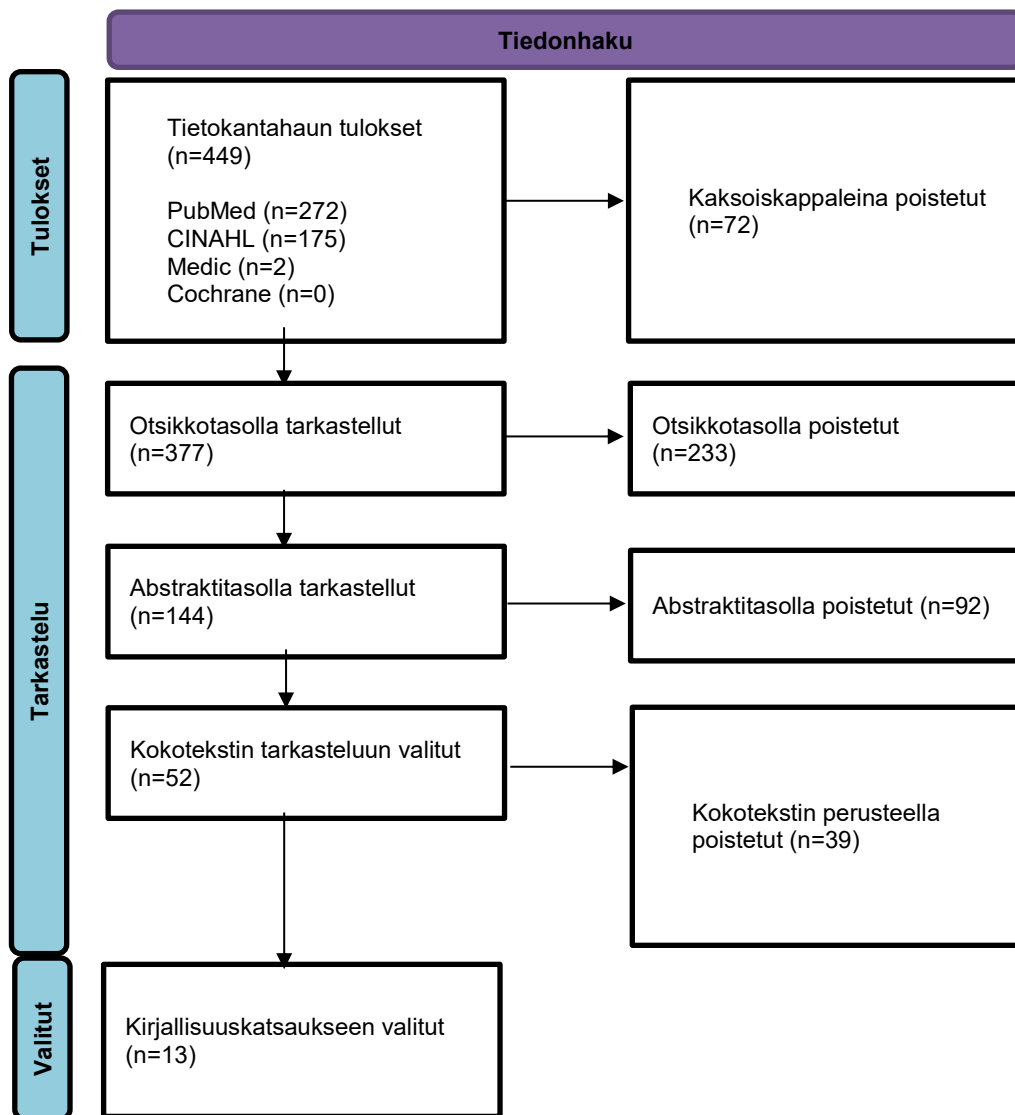 Tiedonhaku
Tulokset
Tietokantahaun tulokset
(n=449)
PubMed (n=272)
CINAHL (n=175)
Medic (n=2)
Cochrane (n=0)
Kaksoiskappaleina poistetut
(n=72)
Tarkastelu
Otsikkotasolla tarkastellut
(n=377)
Otsikkotasolla poistetut
(n=233)
Abstraktitasolla tarkastellut
(n=144)
Abstraktitasolla poistetut (n=92)
Kokotekstin tarkasteluun valitut
(n=52)
Kokotekstin perusteella
poistetut (n=39)
Valitut
Kirjallisuuskatsaukseen valitut
(n=13)